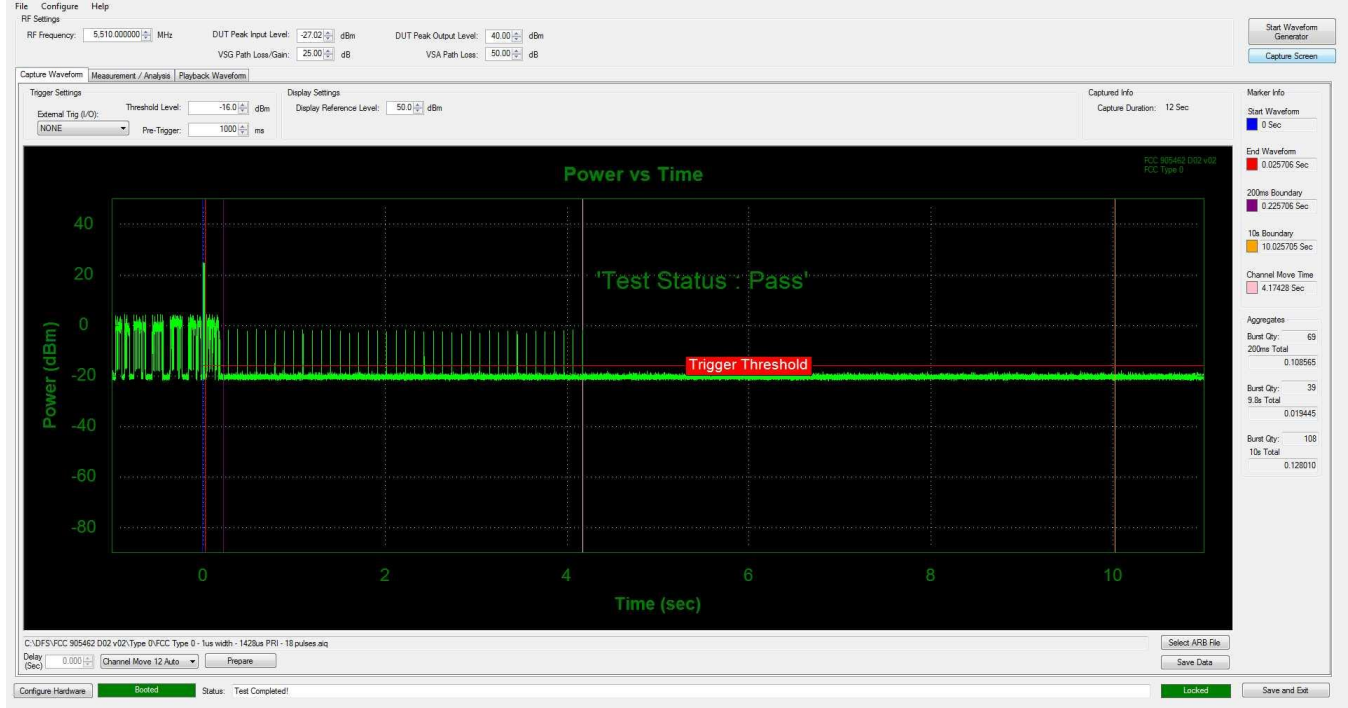 File Configure Help
RF Settings
RF Frequency: 5,510.000000 MHz DUT Peak Input Level: -27.02 dBm DUT Peak Output Level: 40.00 dBm
VSG Path Loss/Gain: 25.00 dB VSA Path Loss: 50.00 dB
Start Waveform Generator
Capture Screen
Capture Waveform Measurement / Analysis Playback Waveform
Trigger Settings
External Trig (I/O):
NONE
Threshold Level: -16.0 dBm
Pre-Trigger: 1000 ms
Display Settings
Display Reference Level: 50.0 dBm
Captured Info
Capture Duration: 12 Sec
Marker Info
Start Waveform
0 Sec
End Waveform
0.025706 Sec
200ms Boundary
0.225706 Sec
10s Boundary
10.025705 Sec
Channel Move Time
4.17428 Sec
Aggregates
Burst Qty: 69
200ms Total
0.108565
Burst Qty: 39
9.8s Total
0.019445
Burst Qty: 108
10s Total
0.128010
Power vs Time
FCC 905462 D02 v02
FCC Type 0
'Test Status : Pass'
Trigger Threshold
Power (dBm)
40
20
0
-20
-40
-60
-80
0 2 4 6 8 10
Time (sec)
C:\DFS\FCC 905462 D02 v02\Type 0\FCC Type 0 - 1us width - 1428us PRI - 18 pulses.aiq
Select ARB File
Delay (Sec) 0.000 Channel Move 12 Auto Prepare
Save Data
Configure Hardware Booted Status: Test Completed! Locked Save and Exit